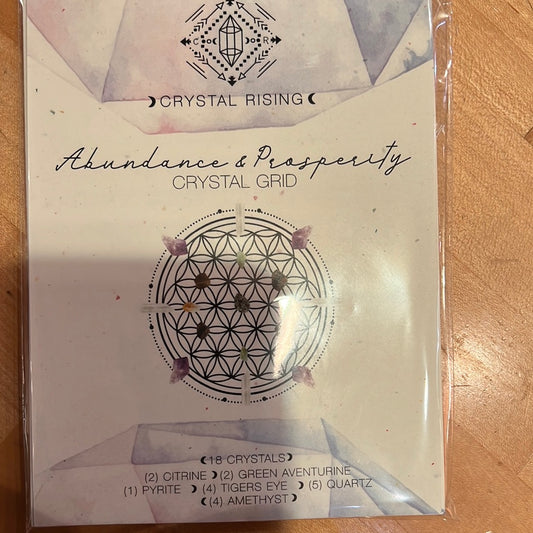 C R
CRYSTAL RISING
Abundance & Prosperity
CRYSTAL GRID
18 CRYSTALS
(2) CITRINE (2) GREEN AVENTURINE
(1) PYRITE (4) TIGERS EYE (5) QUARTZ
(4) AMETHYST